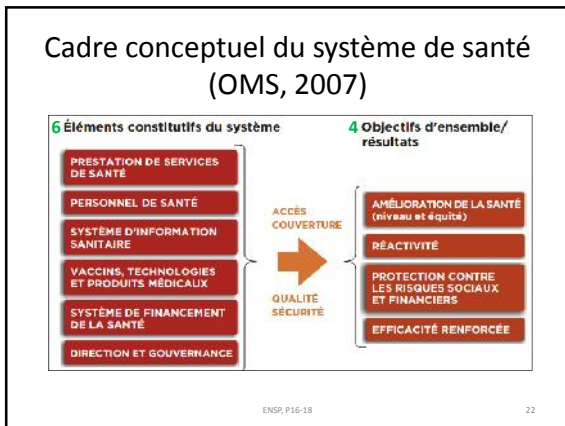 Cadre conceptuel du système de santé
(OMS, 2007)
6 Éléments constitutifs du système
PRESTATION DE SERVICES
DE SANTÉ
PERSONNEL DE SANTÉ
SYSTÈME D'INFORMATION
SANITAIRE
VACCINS, TECHNOLOGIES
ET PRODUITS MÉDICAUX
SYSTÈME DE FINANCEMENT
DE LA SANTÉ
DIRECTION ET GOUVERNANCE
ACCÈS
COUVERTURE
QUALITÉ
SÉCURITÉ
4 Objectifs d'ensemble/
résultats
AMÉLIORATION DE LA SANTÉ
(niveau et équité)
RÉACTIVITÉ
PROTECTION CONTRE
LES RISQUES SOCIAUX
ET FINANCIERS
EFFICACITÉ RENFORCÉE
ENSP, P16-18
22